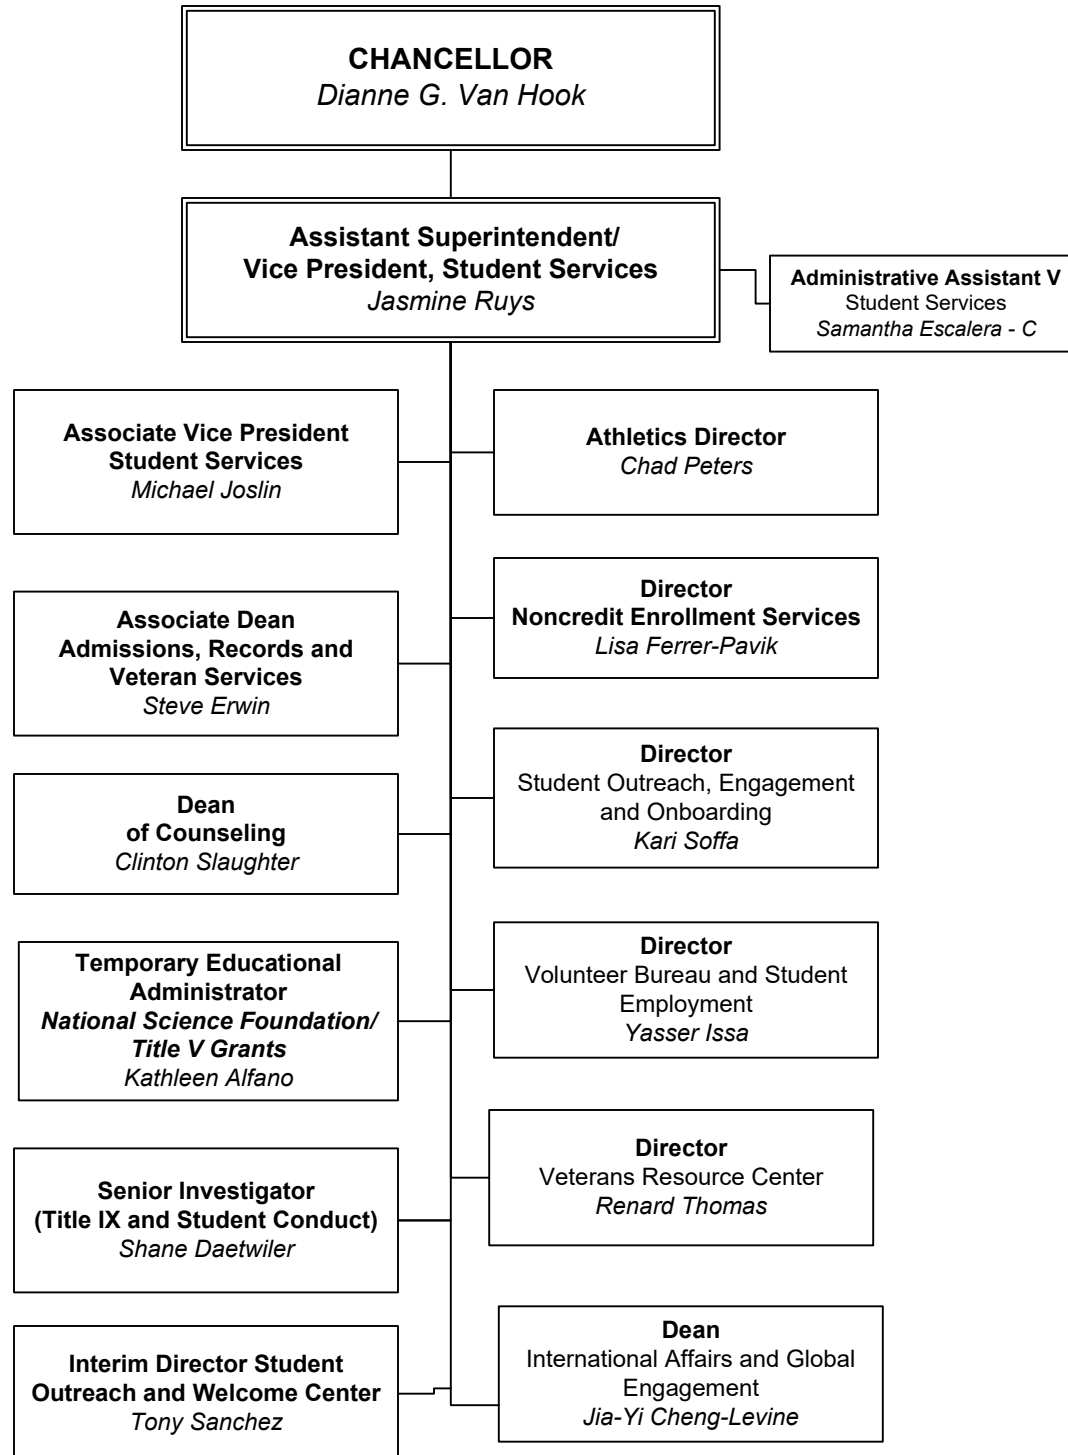 CHANCELLOR
Dianne G. Van Hook
Assistant Superintendent/
Vice President, Student Services
Jasmine Ruys
Administrative Assistant V
Student Services
Samantha Escalera - C
Associate Vice President
Student Services
Michael Joslin
Athletics Director
Chad Peters
Associate Dean
Admissions, Records and
Veteran Services
Steve Erwin
Director
Noncredit Enrollment Services
Lisa Ferrer-Pavik
Dean
of Counseling
Clinton Slaughter
Director
Student Outreach, Engagement
and Onboarding
Kari Soffa
Temporary Educational
Administrator
National Science Foundation/
Title V Grants
Kathleen Alfano
Director
Volunteer Bureau and Student
Employment
Yasser Issa
Senior Investigator
(Title IX and Student Conduct)
Shane Daetwiler
Director
Veterans Resource Center
Renard Thomas
Interim Director Student
Outreach and Welcome Center
Tony Sanchez
Dean
International Affairs and Global
Engagement
Jia-Yi Cheng-Levine